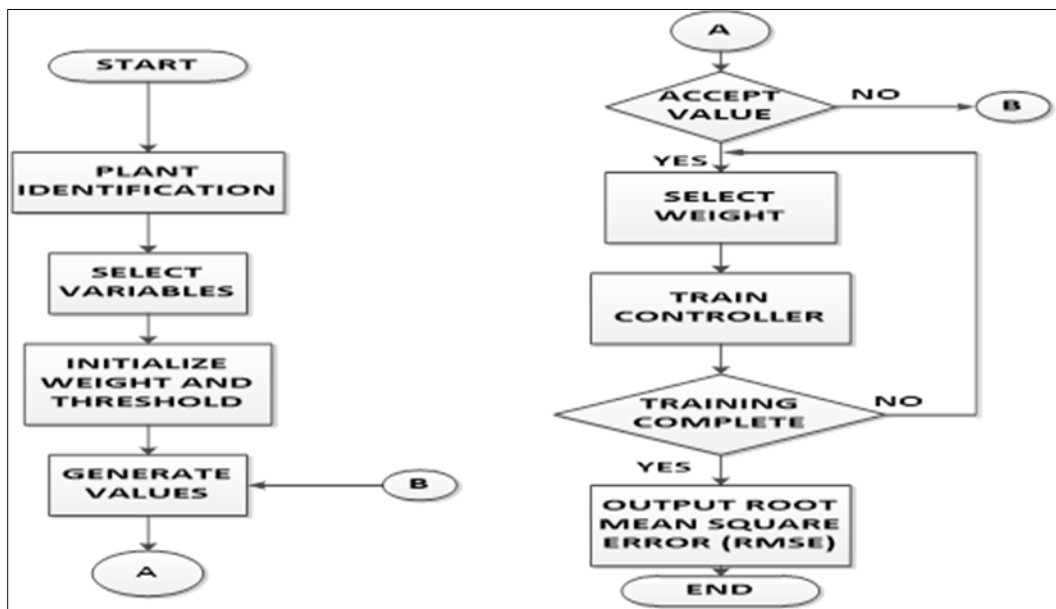 START
PLANT
IDENTIFICATION
SELECT
VARIABLES
INITIALIZE
WEIGHT AND
THRESHOLD
GENERATE
VALUES
B
A
A
ACCEPT
VALUE
NO
B
YES
SELECT
WEIGHT
TRAIN
CONTROLLER
TRAINING
COMPLETE
NO
YES
OUTPUT ROOT
MEAN SQUARE
ERROR (RMSE)
END